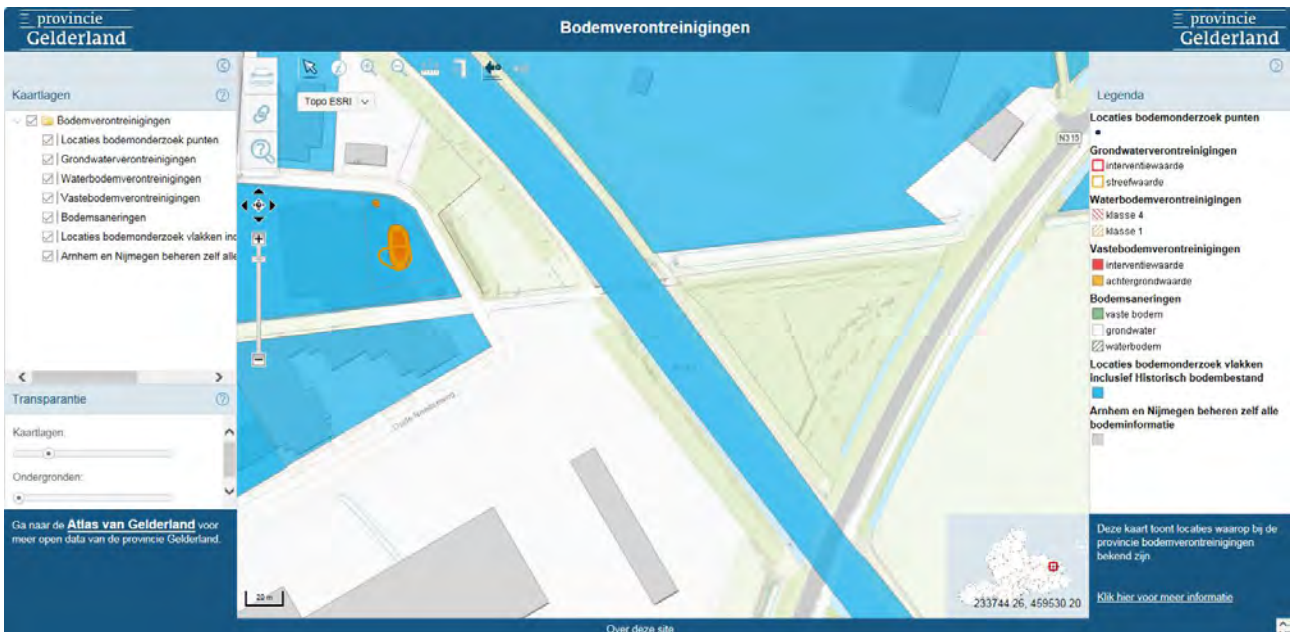 provincie
Gelderland
Bodemverontreinigingen
provincie
Gelderland
Kaartlagen
Bodemverontreinigingen
Locaties bodemonderzoek punten
Grondwaterverontreinigingen
Waterbodemverontreinigingen
Vastebodemverontreinigingen
Bodemsaneringen
Locaties bodemonderzoek vlakken inc
Arnhem en Nijmegen beheren zelf alle
Transparantie
Kaartlagen:
Ondergronden:
Ga naar de Atlas van Gelderland voor
meer open data van de provincie Gelderland.
Topo ESRI
N315
20 m
233744.26, 459530.20
Legenda
Locaties bodemonderzoek punten
Grondwaterverontreinigingen
interventiewaarde
streefwaarde
Waterbodemverontreinigingen
klasse 4
klasse 1
Vastebodemverontreinigingen
interventiewaarde
achtergrondwaarde
Bodemsaneringen
vaste bodem
grondwater
waterbodem
Locaties bodemonderzoek vlakken
inclusief Historisch bodembestand
Arnhem en Nijmegen beheren zelf alle
bodeminformatie
Deze kaart toont locaties waarop bij de
provincie bodemverontreinigingen
bekend zijn
Klik hier voor meer informatie
Over deze site